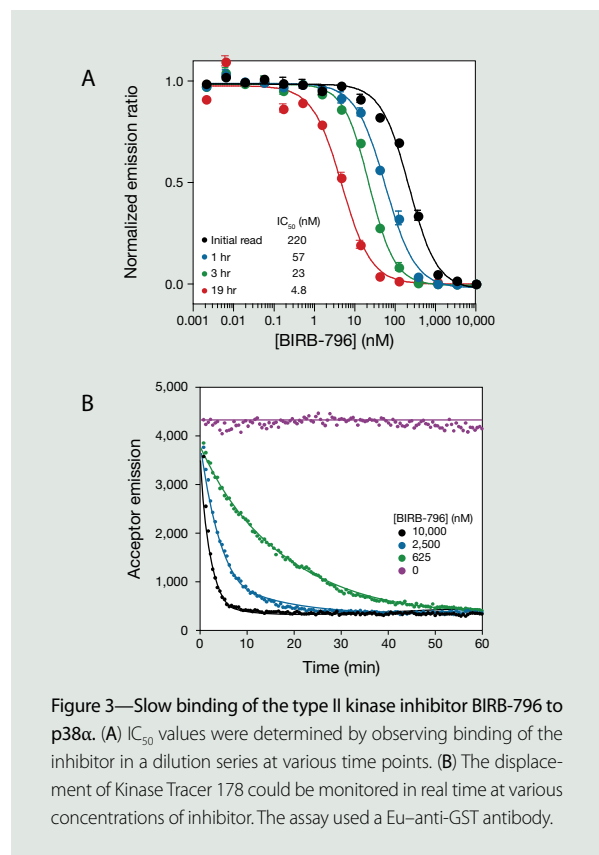 A
Normalized emission ratio
1.0
0.5
0.0
IC50 (nM)
Initial read 220
1 hr 57
3 hr 23
19 hr 4.8
0.001 0.01 0.1 1 10 100 1,000 10,000
[BIRB-796] (nM)
B
Acceptor emission
5,000
4,000
3,000
2,000
1,000
0
[BIRB-796] (nM)
10,000
2,500
625
0
0 10 20 30 40 50 60
Time (min)
Figure 3—Slow binding of the type II kinase inhibitor BIRB-796 to
p38α. (A) IC50 values were determined by observing binding of the
inhibitor in a dilution series at various time points. (B) The displace-
ment of Kinase Tracer 178 could be monitored in real time at various
concentrations of inhibitor. The assay used a Eu–anti-GST antibody.